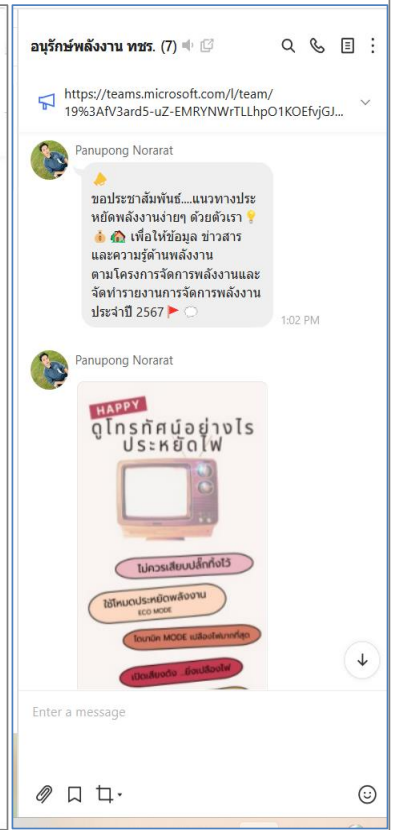 อนุรักษ์พลังงาน ทชร. (7)
https://teams.microsoft.com/l/team/
19%3AfV3ard5-uZ-EMRYNWrTLLhpO1KOEfvjGJ...
Panupong Norarat
ขอประชาสัมพันธ์....แนวทางประ
หยัดพลังงานง่ายๆ ด้วยตัวเรา
เพื่อให้ข้อมูล ข่าวสาร
และความรู้ด้านพลังงาน
ตามโครงการจัดการพลังงานและ
จัดทำรายงานการจัดการพลังงาน
ประจำปี 2567
1:02 PM
Panupong Norarat
HAPPY
ดูโทรทัศน์อย่างไร
ประหยัดไฟ
ไม่ควรเสียบปลั๊กทิ้งไว้
ใช้โหมดประหยัดพลังงาน
ECO MODE
ไดนามิค MODE เปลืองไฟมากที่สุด
เปิดเสียงดัง ..ยิ่งเปลืองไฟ
Enter a message